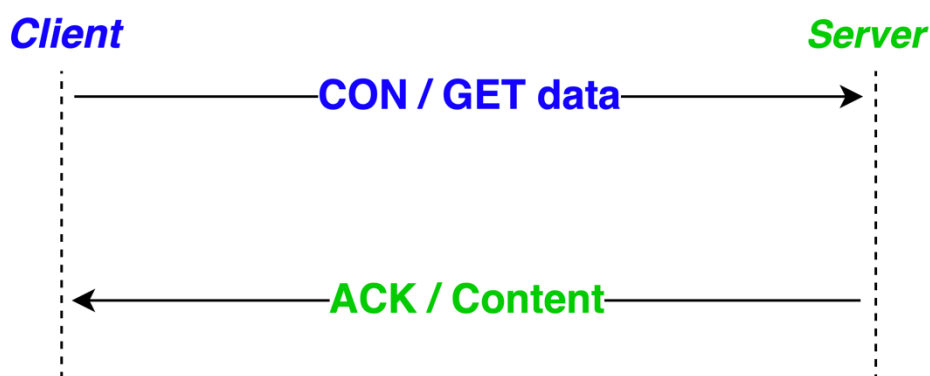 Client
Server
CON / GET data
ACK / Content